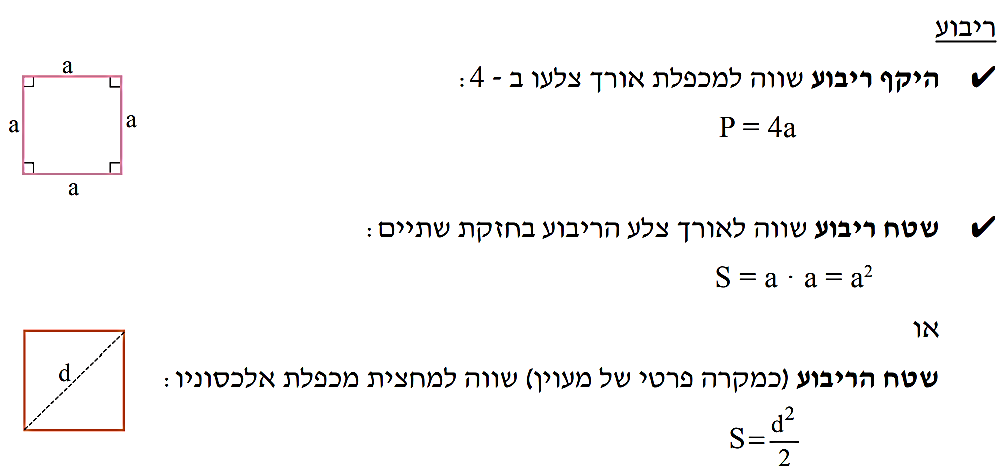 ריבוע
✔ היקף ריבוע שווה למכפלת אורך צלעו ב - 4 :
P = 4a
a
a
a
a
✔ שטח ריבוע שווה לאורך צלע הריבוע בחזקת שתיים :
S = a · a = a²
או
שטח הריבוע (כמקרה פרטי של מעוין) שווה למחצית מכפלת אלכסוניו :
d
S = d²/2